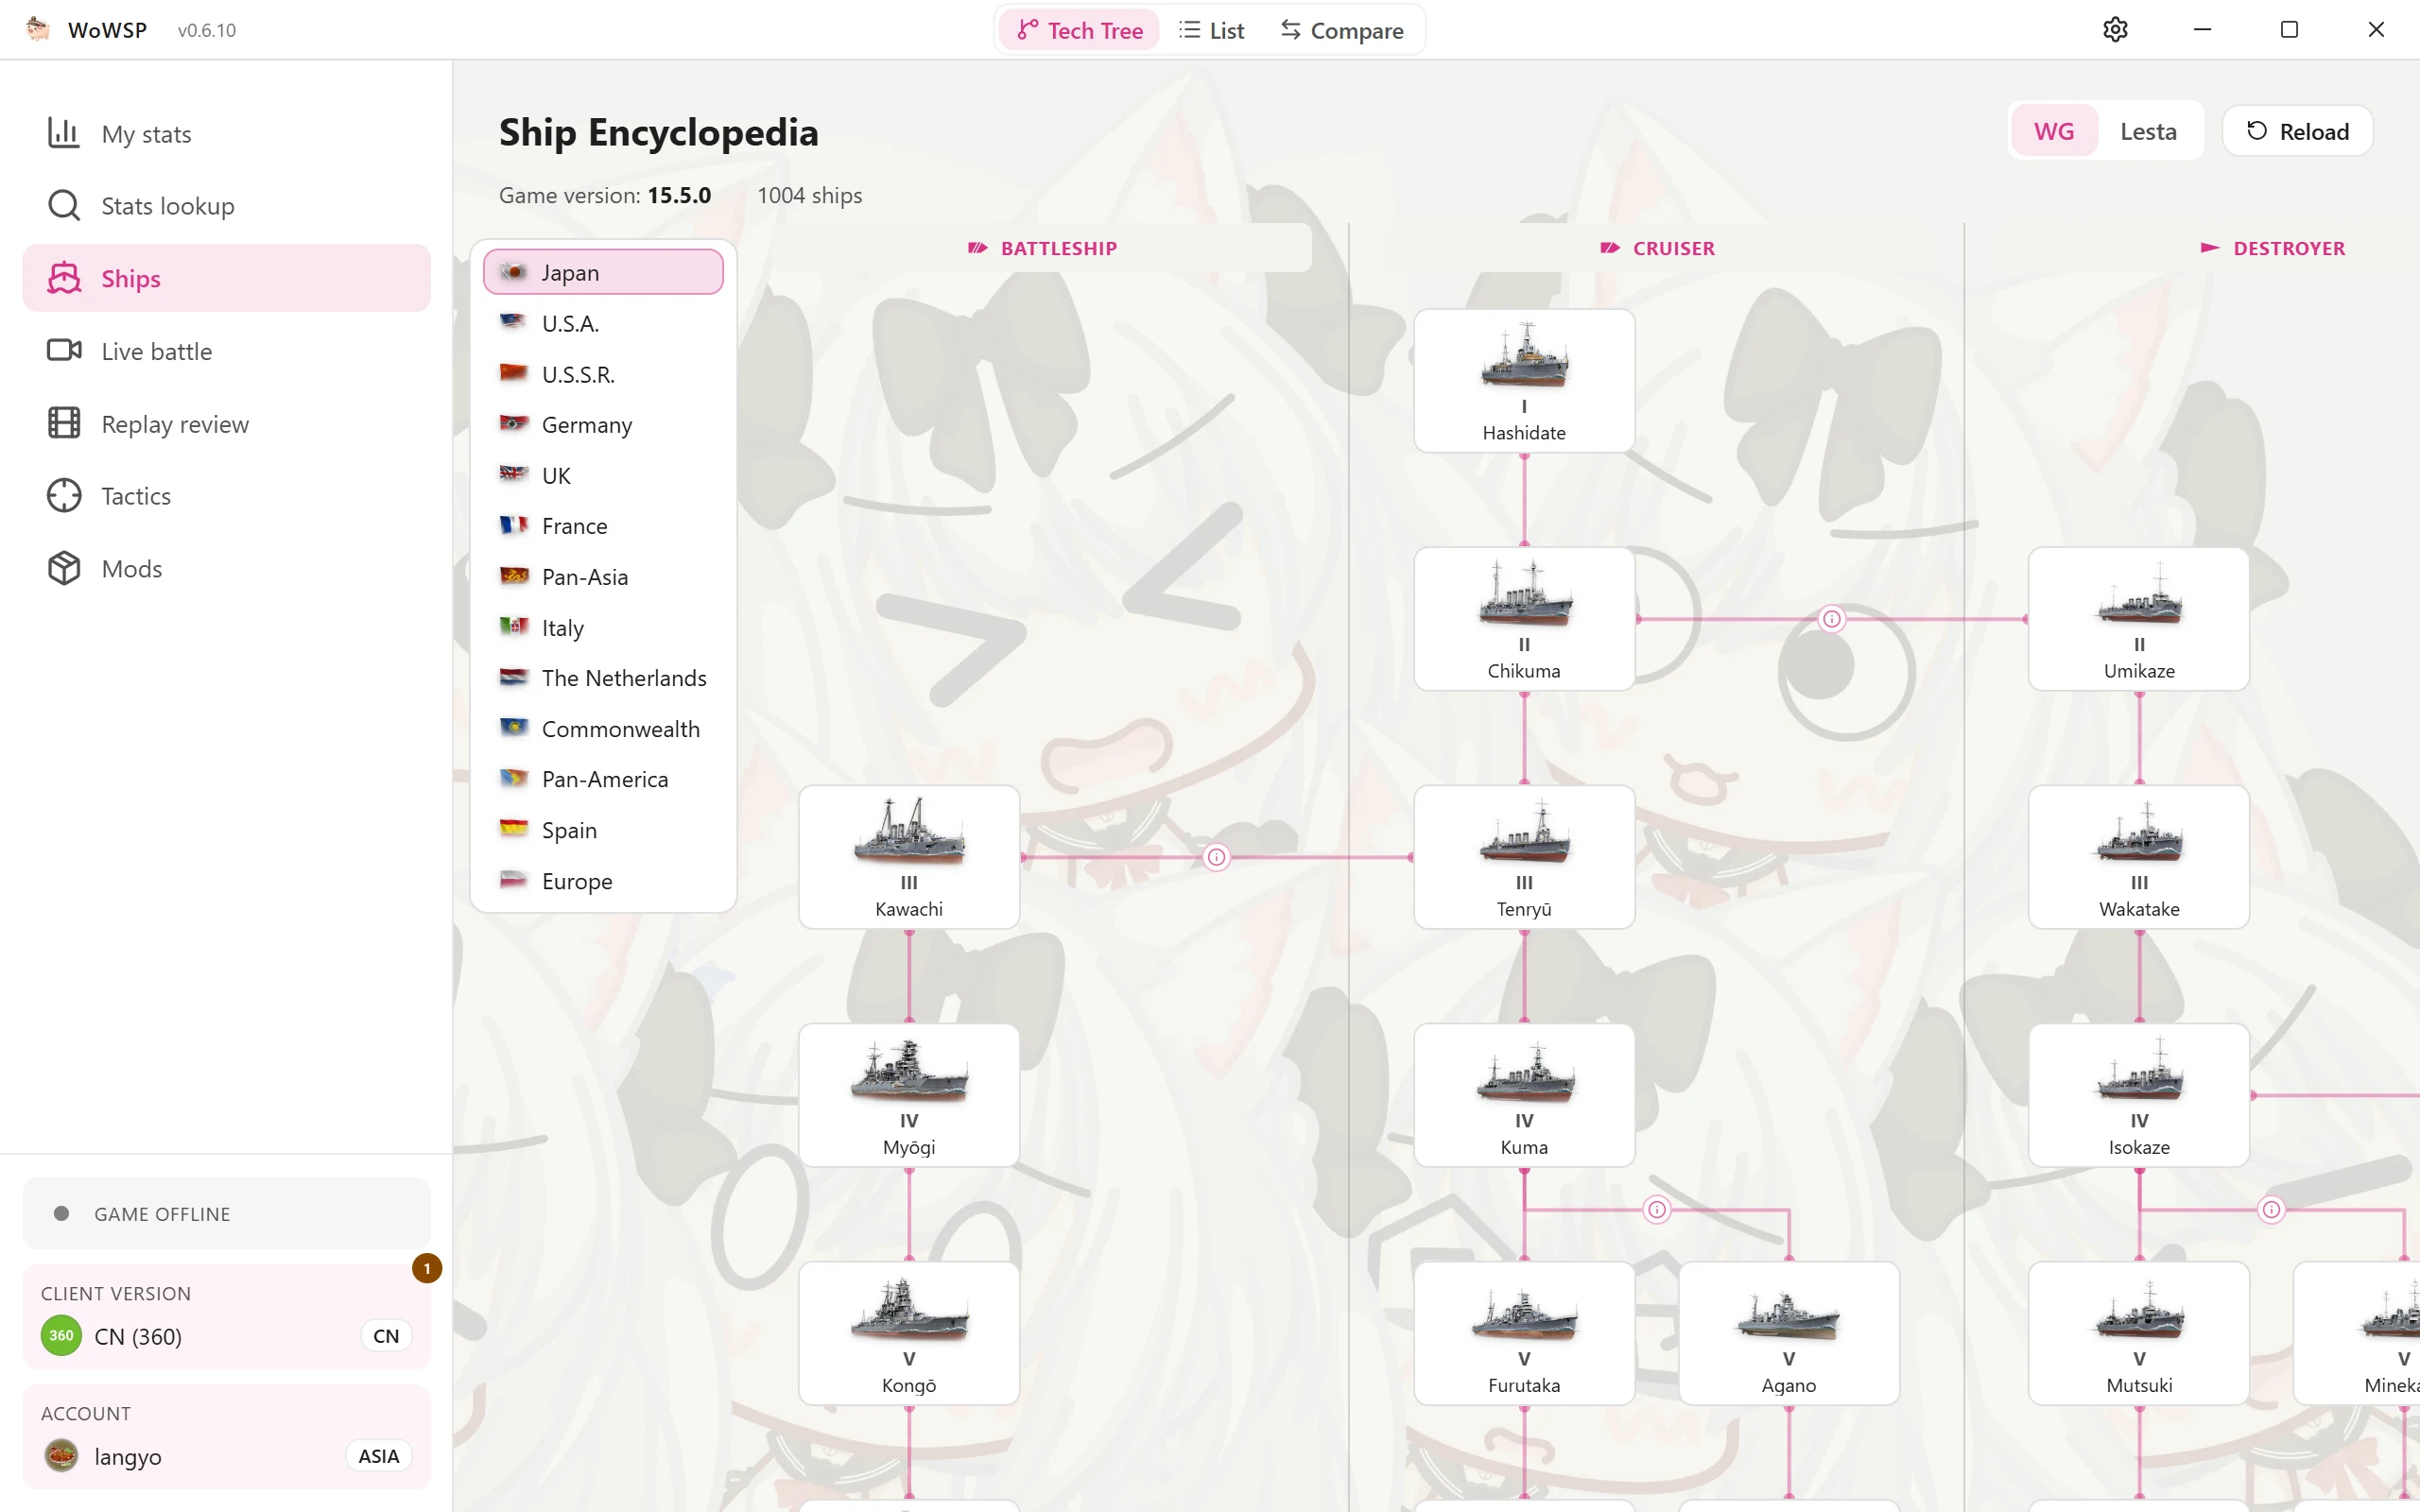 WoWSP v0.6.10
Tech Tree
List
Compare
My stats
Stats lookup
Ships
Live battle
Replay review
Tactics
Mods
GAME OFFLINE
1
CLIENT VERSION
360 CN (360) CN
ACCOUNT
langyo ASIA
Ship Encyclopedia
WG Lesta
Reload
Game version: 15.5.0 1004 ships
Japan
U.S.A.
U.S.S.R.
Germany
UK
France
Pan-Asia
Italy
The Netherlands
Commonwealth
Pan-America
Spain
Europe
BATTLESHIP
CRUISER
DESTROYER
I
Hashidate
II
Chikuma
II
Umikaze
III
Kawachi
III
Tenryū
III
Wakatake
IV
Myōgi
IV
Kuma
IV
Isokaze
V
Kongō
V
Furutaka
V
Agano
V
Mutsuki
V